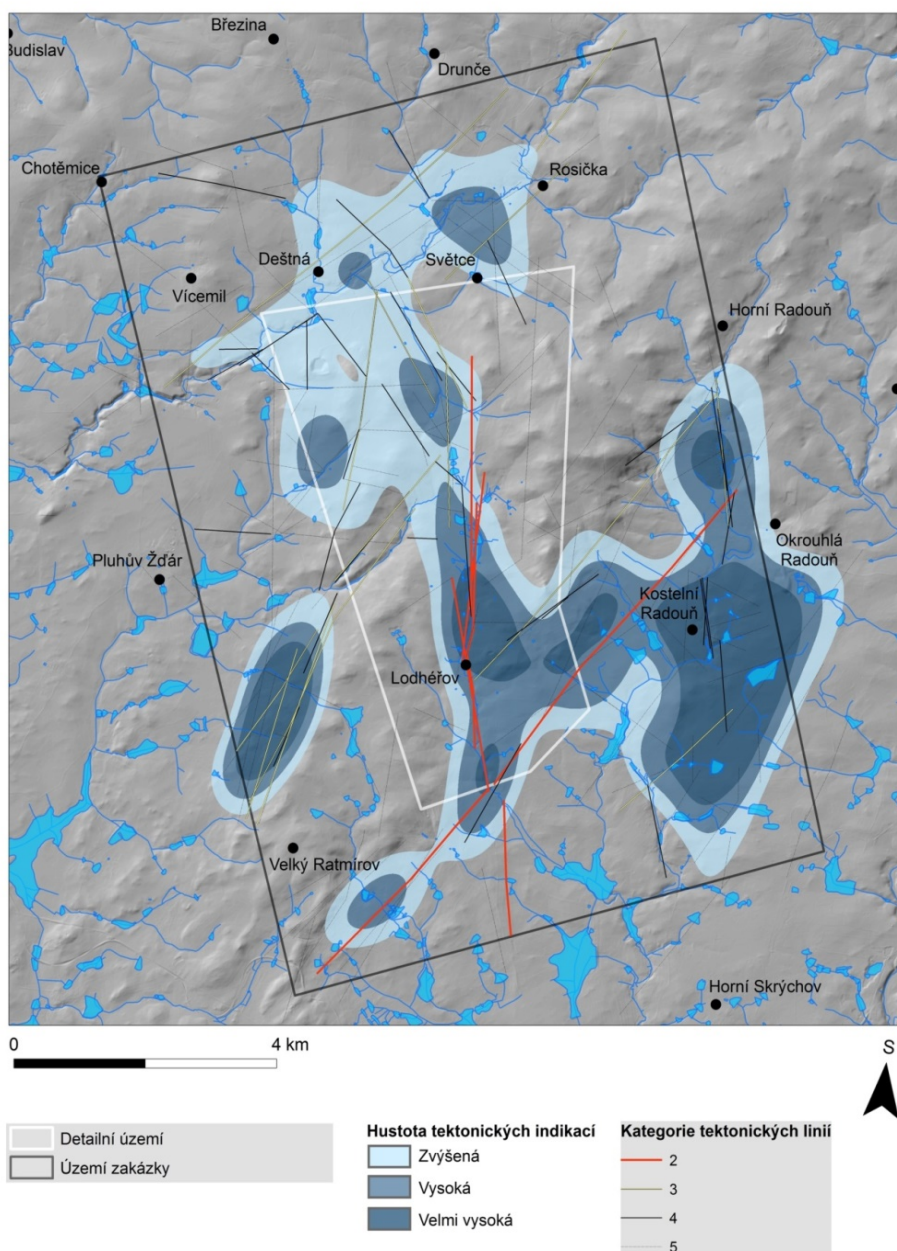 Březina
Budislav
Drunče
Chotěmice
Rosička
Deštná
Světce
Vícemil
Horní Radouň
Okrouhlá
Radouň
Pluhův Žďár
Kostelní
Radouň
Lodhéřov
Velký Ratmírov
Horní Skrýchov
0 4 km
S
Detailní území
Území zakázky
Hustota tektonických indikací
Zvýšená
Vysoká
Velmi vysoká
Kategorie tektonických linií
2
3
4
5